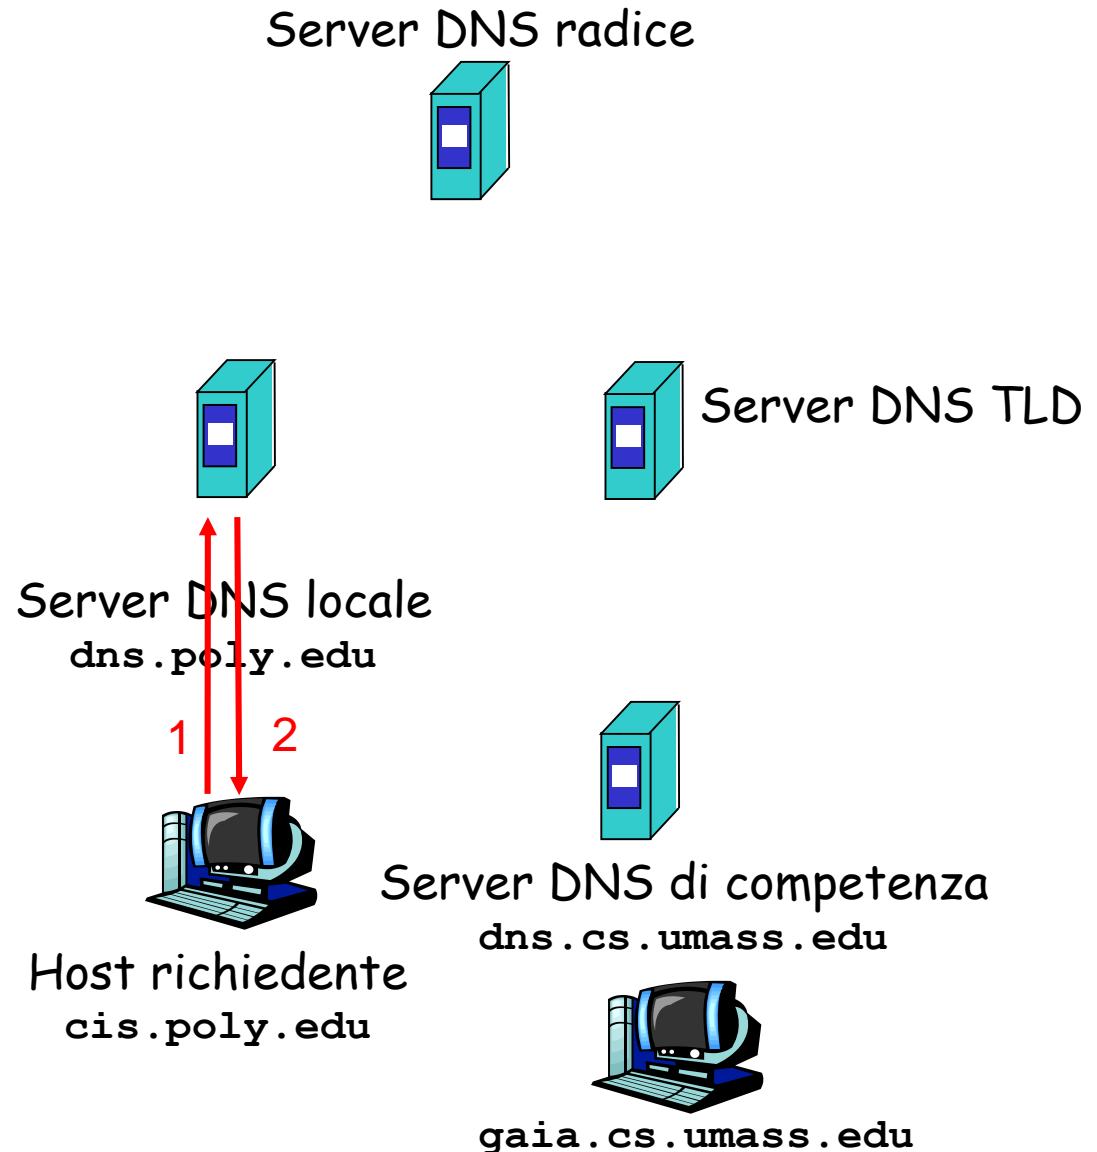 Server DNS radice
Server DNS TLD
Server DNS locale
dns.poly.edu
1
2
Server DNS di competenza
dns.cs.umass.edu
Host richiedente
cis.poly.edu
gaia.cs.umass.edu